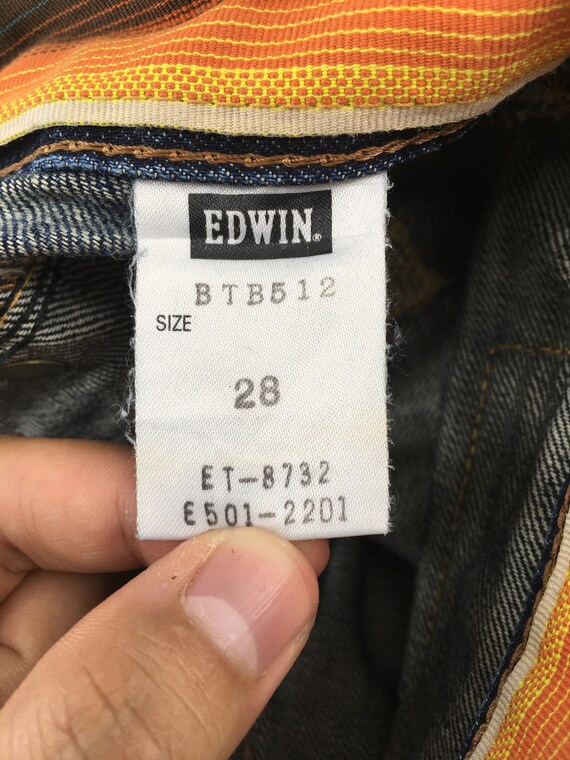 EDWIN®
BTB512
SIZE
28
ET-8732
E501-2201